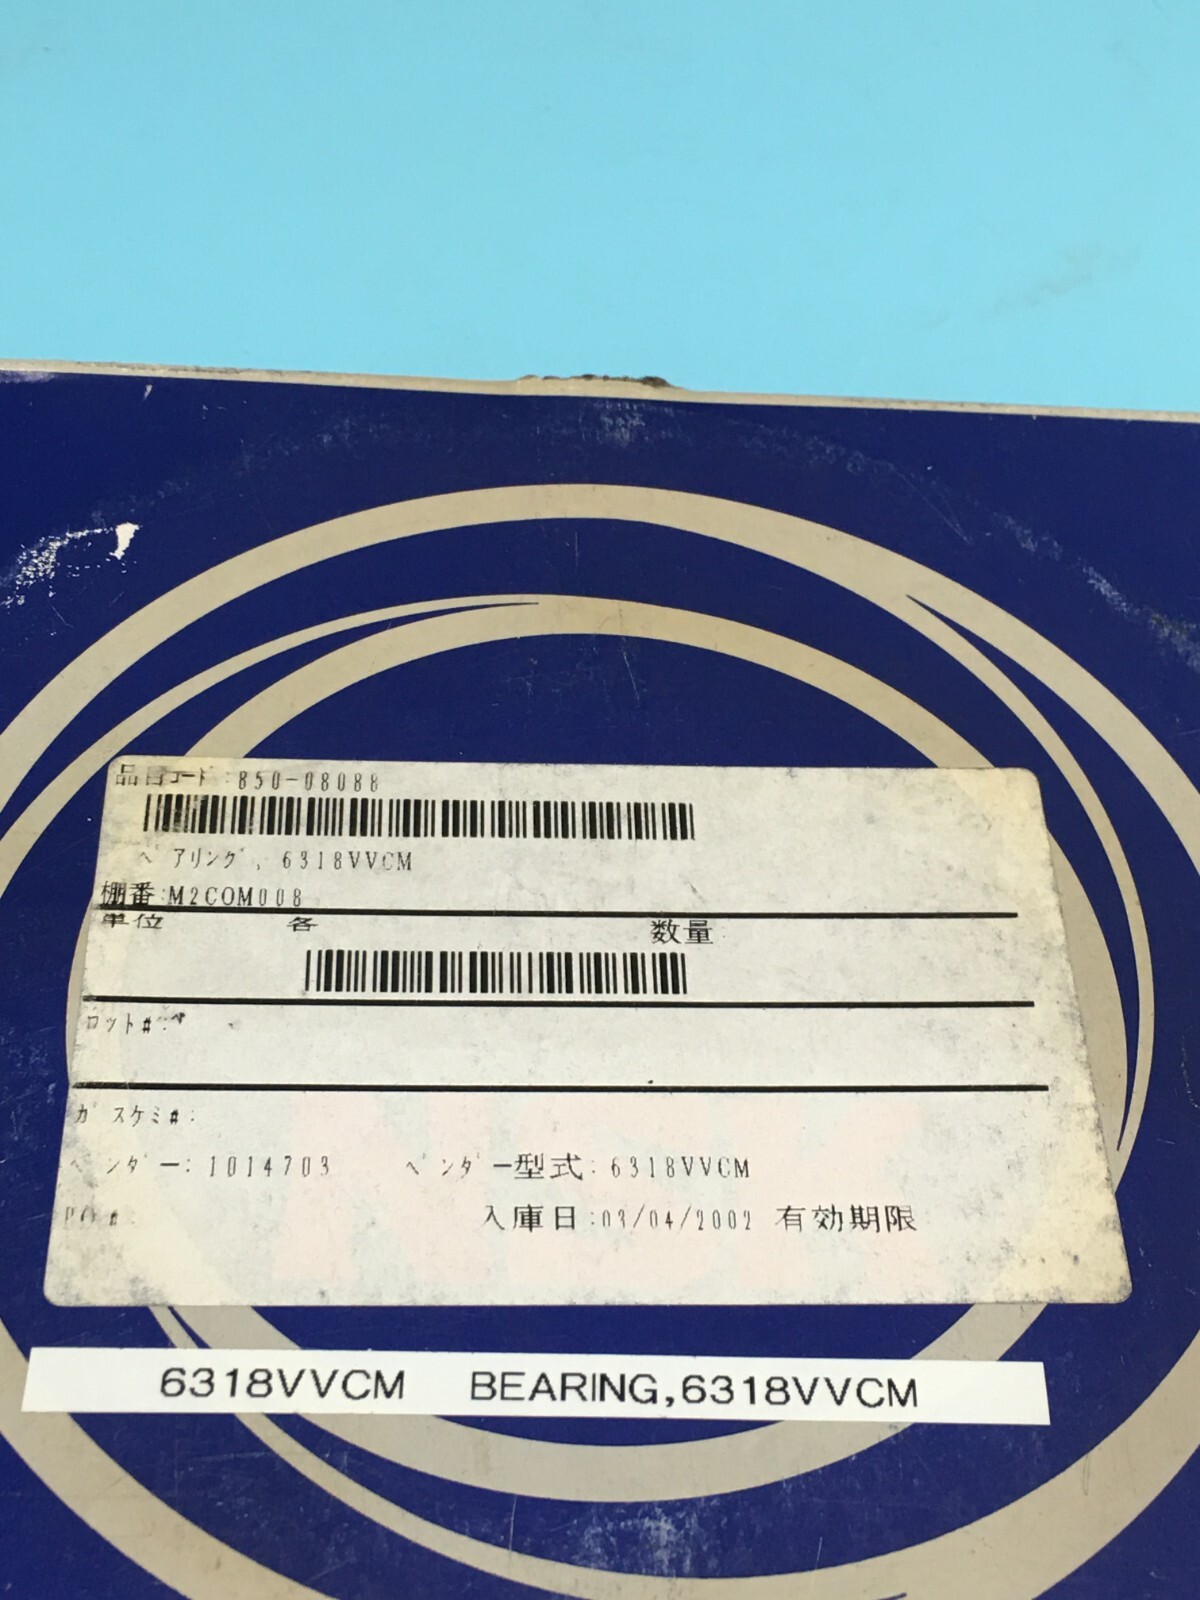 品目コード:850-08088
ベアリング, 6318VVCM
棚番:M2COM008
単位 各 数量
ロット#:
ガスケミ#:
ベンダー: 1014703 ベンダー型式: 6318VVCM
PO#:
入庫日:03/04/2002 有効期限
NSK
6318VVCM BEARING,6318VVCM